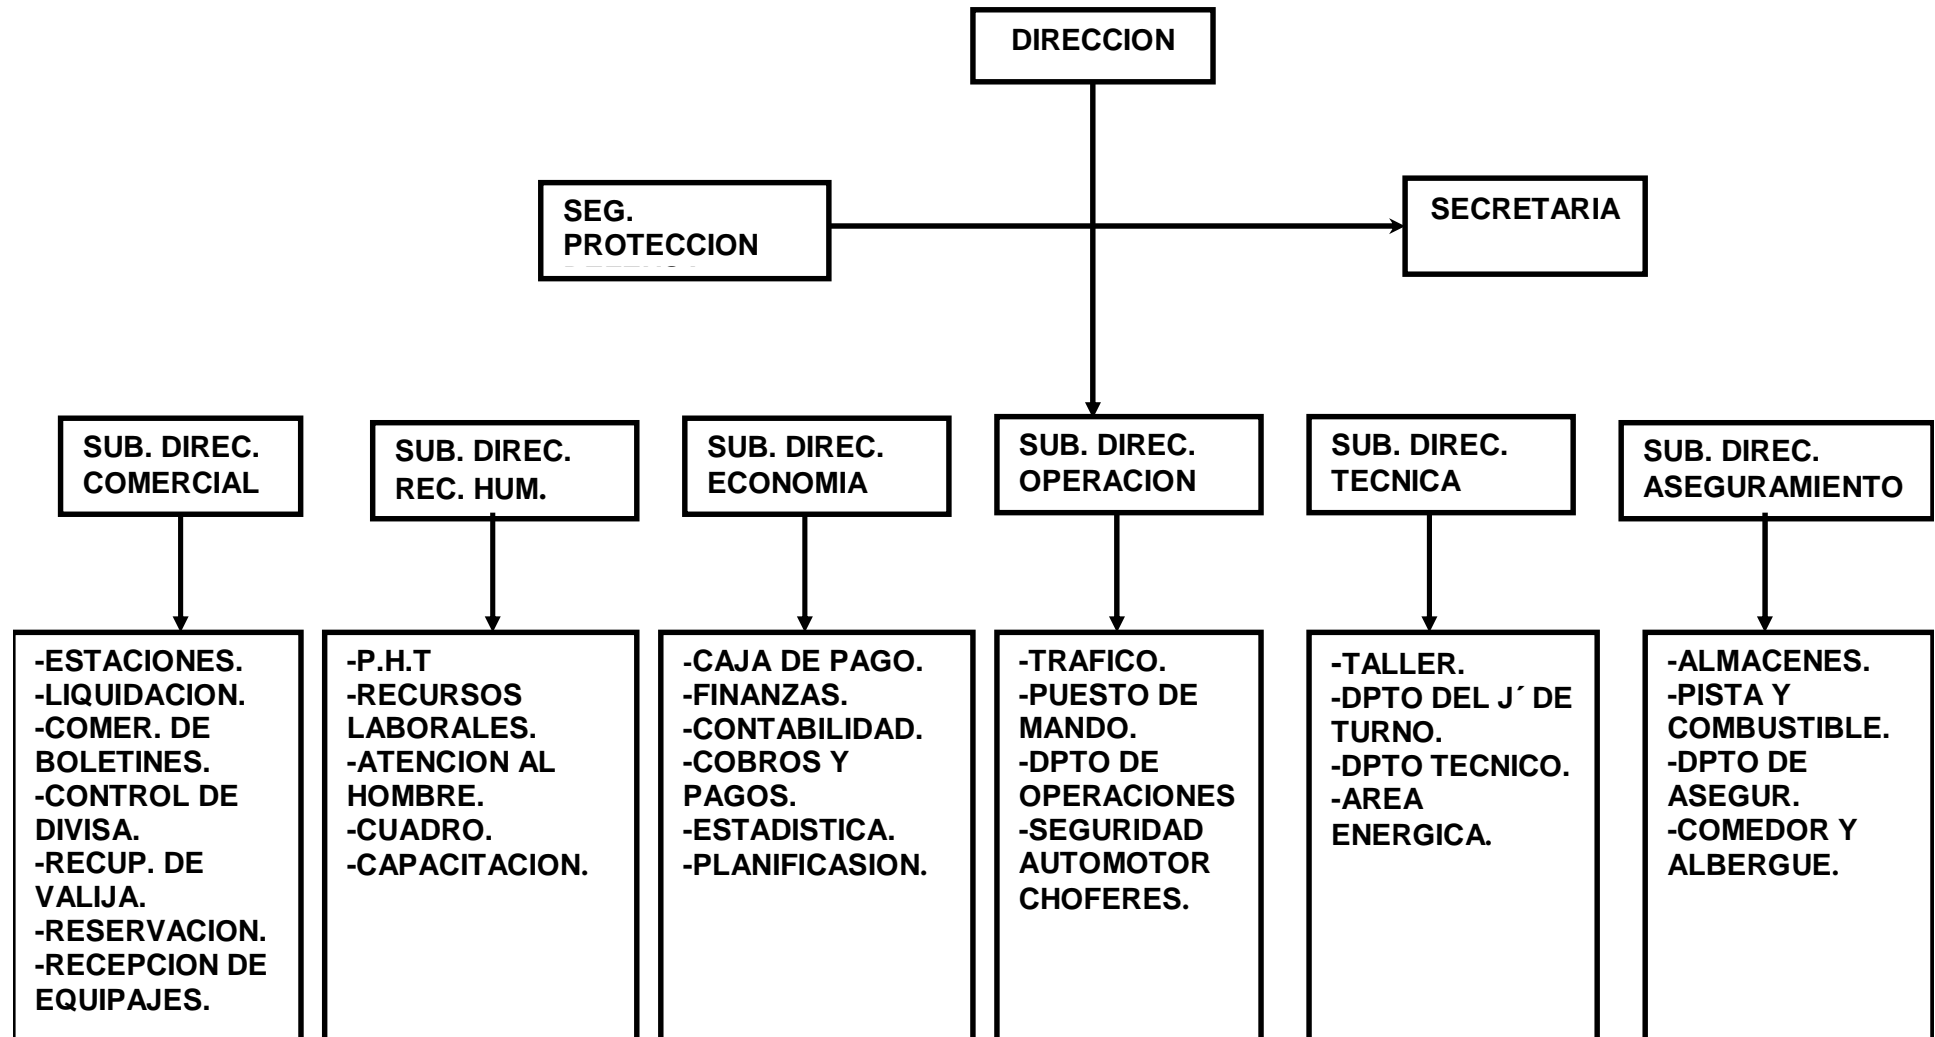 DIRECCION
SEG.
PROTECCION
SECRETARIA
SUB. DIREC.
COMERCIAL
SUB. DIREC.
REC. HUM.
SUB. DIREC.
ECONOMIA
SUB. DIREC.
OPERACION
SUB. DIREC.
TECNICA
SUB. DIREC.
ASEGURAMIENTO
-ESTACIONES.
-LIQUIDACION.
-COMER. DE
BOLETINES.
-CONTROL DE
DIVISA.
-RECUP. DE
VALIJA.
-RESERVACION.
-RECEPCION DE
EQUIPAJES.
-P.H.T
-RECURSOS
LABORALES.
-ATENCION AL
HOMBRE.
-CUADRO.
-CAPACITACION.
-CAJA DE PAGO.
-FINANZAS.
-CONTABILIDAD.
-COBROS Y
PAGOS.
-ESTADISTICA.
-PLANIFICASION.
-TRAFICO.
-PUESTO DE
MANDO.
-DPTO DE
OPERACIONES
-SEGURIDAD
AUTOMOTOR
CHOFERES.
-TALLER.
-DPTO DEL J´ DE
TURNO.
-DPTO TECNICO.
-AREA
ENERGICA.
-ALMACENES.
-PISTA Y
COMBUSTIBLE.
-DPTO DE
ASEGUR.
-COMEDOR Y
ALBERGUE.